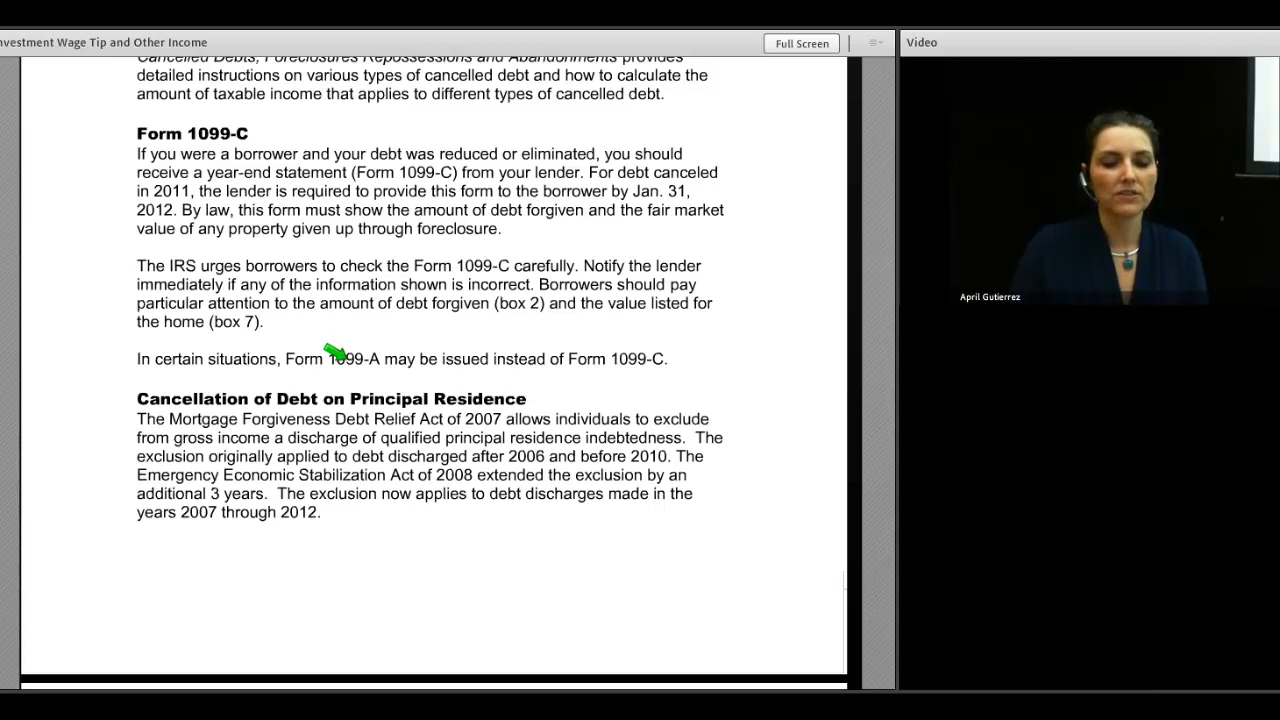 nvestment Wage Tip and Other Income
Full Screen
Video
Cancelled Debts, Foreclosures Repossessions and Abandonments provides
detailed instructions on various types of cancelled debt and how to calculate the
amount of taxable income that applies to different types of cancelled debt.
Form 1099-C
If you were a borrower and your debt was reduced or eliminated, you should
receive a year-end statement (Form 1099-C) from your lender. For debt canceled
in 2011, the lender is required to provide this form to the borrower by Jan. 31,
2012. By law, this form must show the amount of debt forgiven and the fair market
value of any property given up through foreclosure.
The IRS urges borrowers to check the Form 1099-C carefully. Notify the lender
immediately if any of the information shown is incorrect. Borrowers should pay
particular attention to the amount of debt forgiven (box 2) and the value listed for
the home (box 7).
In certain situations, Form 1099-A may be issued instead of Form 1099-C.
Cancellation of Debt on Principal Residence
The Mortgage Forgiveness Debt Relief Act of 2007 allows individuals to exclude
from gross income a discharge of qualified principal residence indebtedness.  The
exclusion originally applied to debt discharged after 2006 and before 2010. The
Emergency Economic Stabilization Act of 2008 extended the exclusion by an
additional 3 years.  The exclusion now applies to debt discharges made in the
years 2007 through 2012.
April Gutierrez